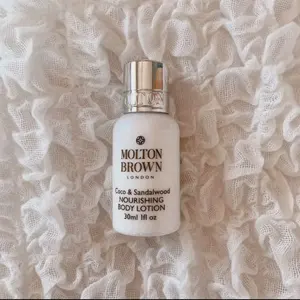 MOLTON
BROWN
LONDON
Coco & Sandalwood
NOURISHING
BODY LOTION
30ml 1fl oz